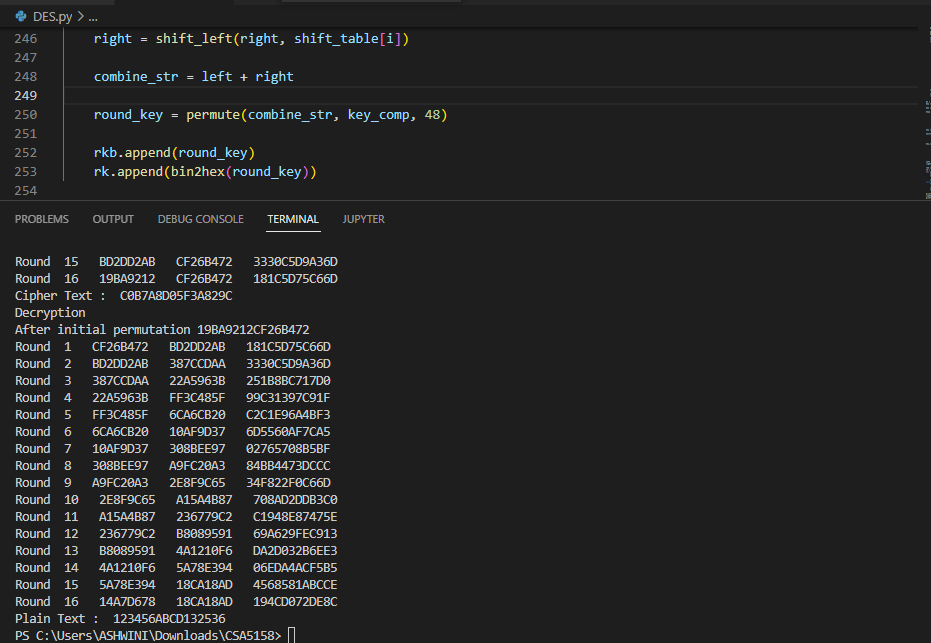 DES.py > ...
246 right = shift_left(right, shift_table[i])
247
248 combine_str = left + right
249
250 round_key = permute(combine_str, key_comp, 48)
251
252 rkb.append(round_key)
253 rk.append(bin2hex(round_key))
254
PROBLEMS OUTPUT DEBUG CONSOLE TERMINAL JUPYTER
Round 15 BD2DD2AB CF26B472 3330C5D9A36D
Round 16 19BA9212 CF26B472 181C5D75C66D
Cipher Text : C0B7A8D05F3A829C
Decryption
After initial permutation 19BA9212CF26B472
Round 1 CF26B472 BD2DD2AB 181C5D75C66D
Round 2 BD2DD2AB 387CCDAA 3330C5D9A36D
Round 3 387CCDAA 22A5963B 251B8BC717D0
Round 4 22A5963B FF3C485F 99C31397C91F
Round 5 FF3C485F 6CA6CB20 C2C1E96A4BF3
Round 6 6CA6CB20 10AF9D37 6D5560AF7CA5
Round 7 10AF9D37 308BEE97 02765708B5BF
Round 8 308BEE97 A9FC20A3 84BB4473DCCC
Round 9 A9FC20A3 2E8F9C65 34F822F0C66D
Round 10 2E8F9C65 A15A4B87 708AD2DDB3C0
Round 11 A15A4B87 236779C2 C1948E87475E
Round 12 236779C2 B8089591 69A629FEC913
Round 13 B8089591 4A1210F6 DA2D032B6EE3
Round 14 4A1210F6 5A78E394 06EDA4ACF5B5
Round 15 5A78E394 18CA18AD 4568581ABCCE
Round 16 14A7D678 18CA18AD 194CD072DE8C
Plain Text : 123456ABCD132536
PS C:\Users\ASHWINI\Downloads\CSA5158>